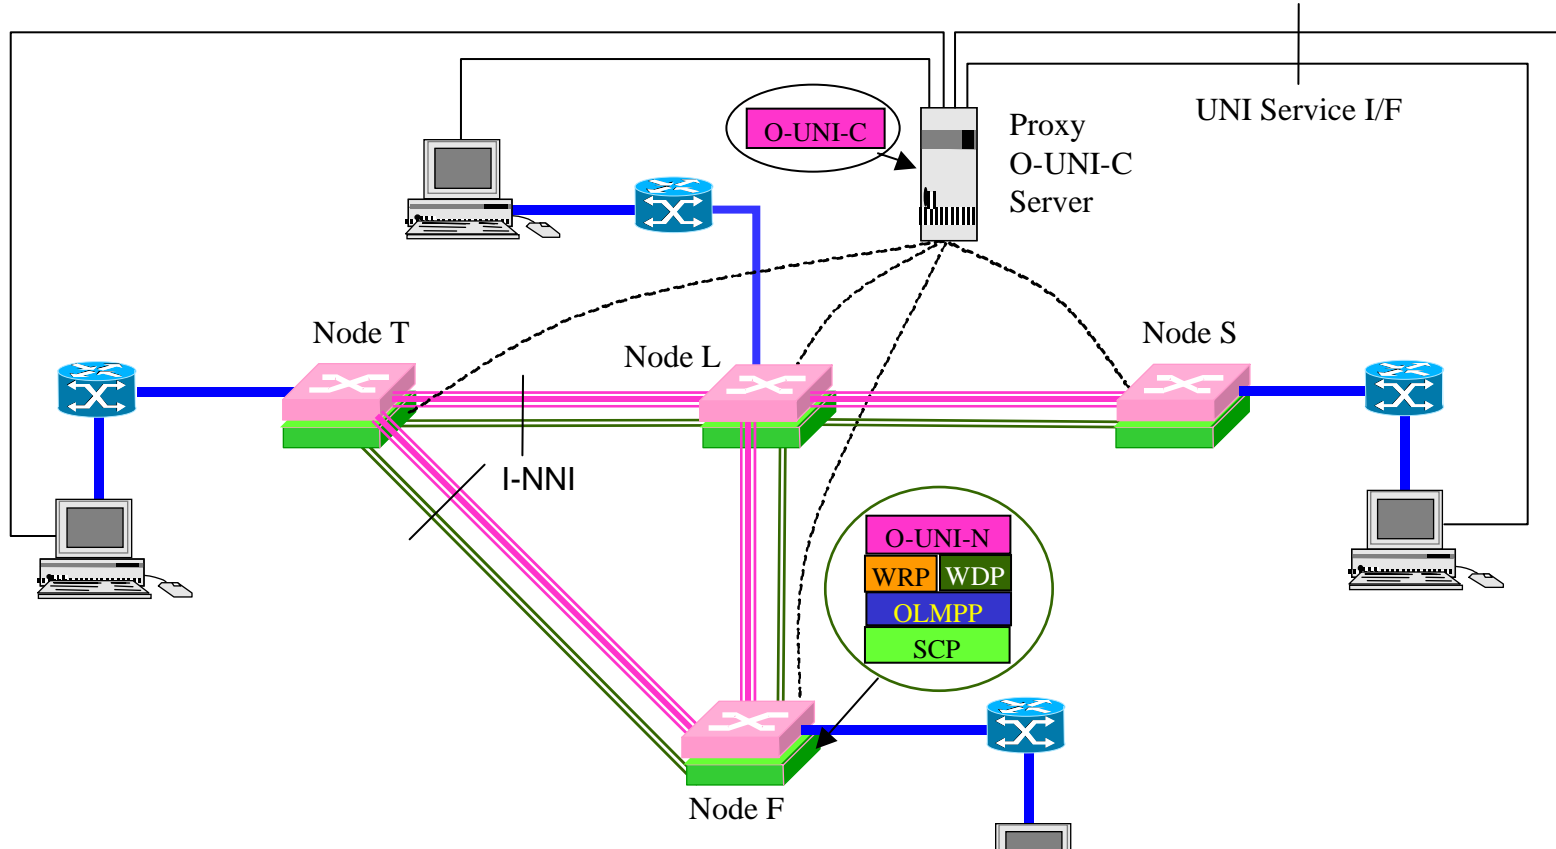 UNI Service I/F
O-UNI-C
Proxy
O-UNI-C
Server
Node T
Node L
Node S
I-NNI
O-UNI-N
WRP
WDP
OLMPP
SCP
Node F